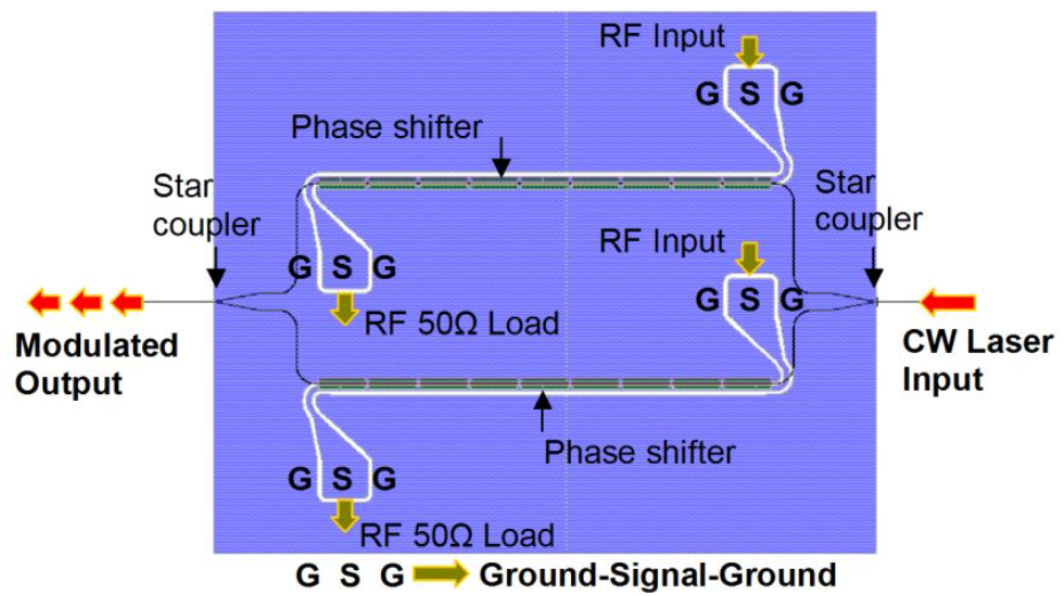 RF Input
G S G
Phase shifter
Star
coupler
Star
coupler
RF Input
G S G
G S G
RF 50Ω Load
Modulated
Output
CW Laser
Input
Phase shifter
G S G
RF 50Ω Load
G S G Ground-Signal-Ground